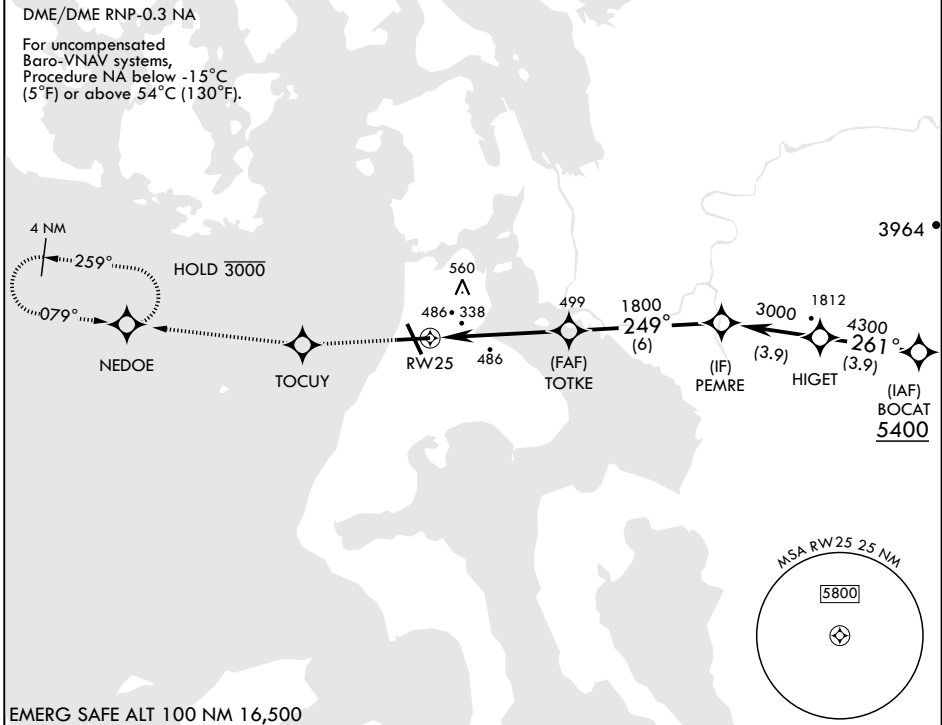 DME/DME RNP-0.3 NA
For uncompensated
Baro-VNAV systems,
Procedure NA below -15°C
(5°F) or above 54°C (130°F).
3964
4 NM
259°
HOLD 3000
079°
NEDOE
TOCUY
560
486 338
RW25
486
499
(FAF)
TOTKE
1800
249°
(6)
(IF)
PEMRE
3000
(3.9)
1812
HIGET
4300
261°
(3.9)
(IAF)
BOCAT
5400
MSA RW25 25 NM
5800
EMERG SAFE ALT 100 NM 16,500